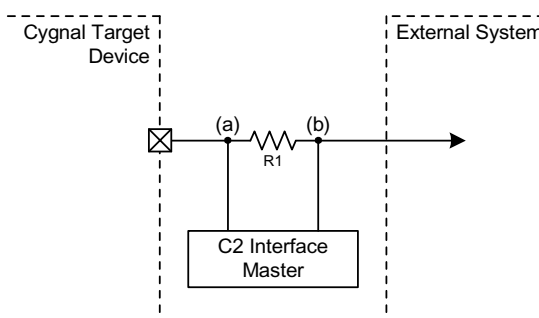 Cygnal Target
Device
External System
(a)
(b)
R1
C2 Interface
Master